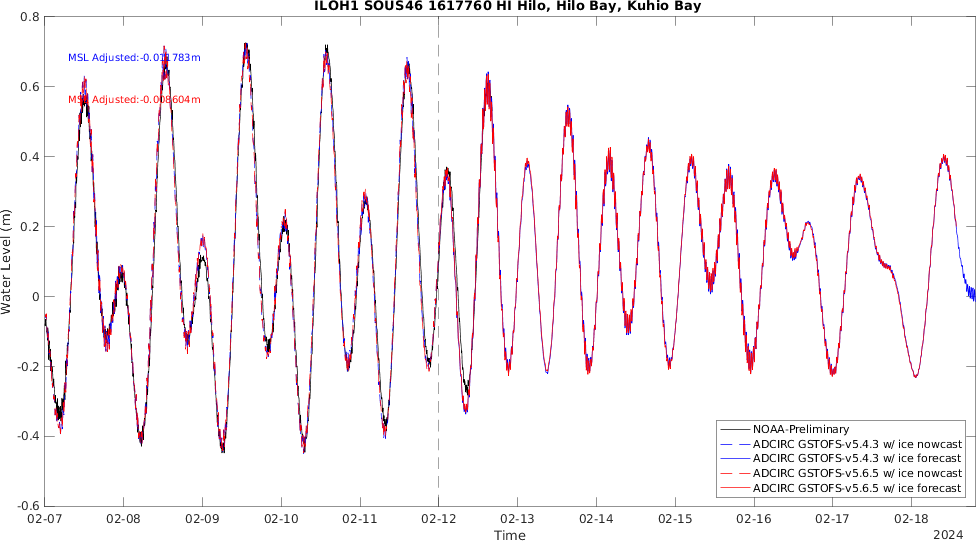 ILOH1 SOUS46 1617760 HI Hilo, Hilo Bay, Kuhio Bay
0.8
MSL Adjusted:-0.011783m
0.6
MSL Adjusted:-0.008604m
0.4
0.2
0
-0.2
-0.4
-0.6
Water Level (m)
NOAA-Preliminary
ADCIRC GSTOFS-v5.4.3 w/ ice nowcast
ADCIRC GSTOFS-v5.4.3 w/ ice forecast
ADCIRC GSTOFS-v5.6.5 w/ ice nowcast
ADCIRC GSTOFS-v5.6.5 w/ ice forecast
02-07 02-08 02-09 02-10 02-11 02-12 02-13 02-14 02-15 02-16 02-17 02-18
Time
2024